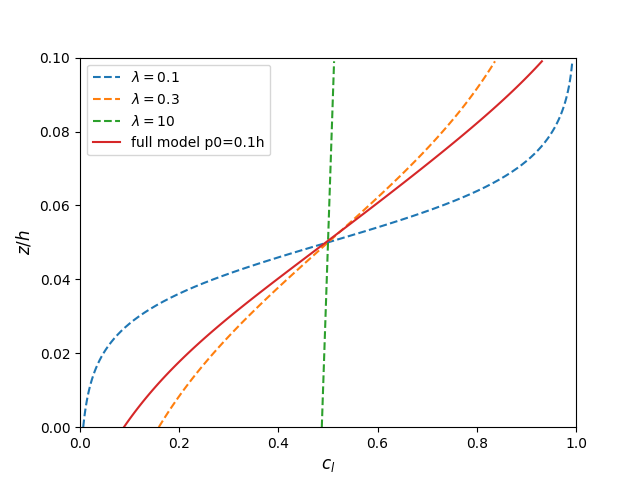 0.10
0.08
0.06
0.04
0.02
0.00
z/h
λ = 0.1
λ = 0.3
λ = 10
full model p0=0.1h
0.0 0.2 0.4 0.6 0.8 1.0
c_l